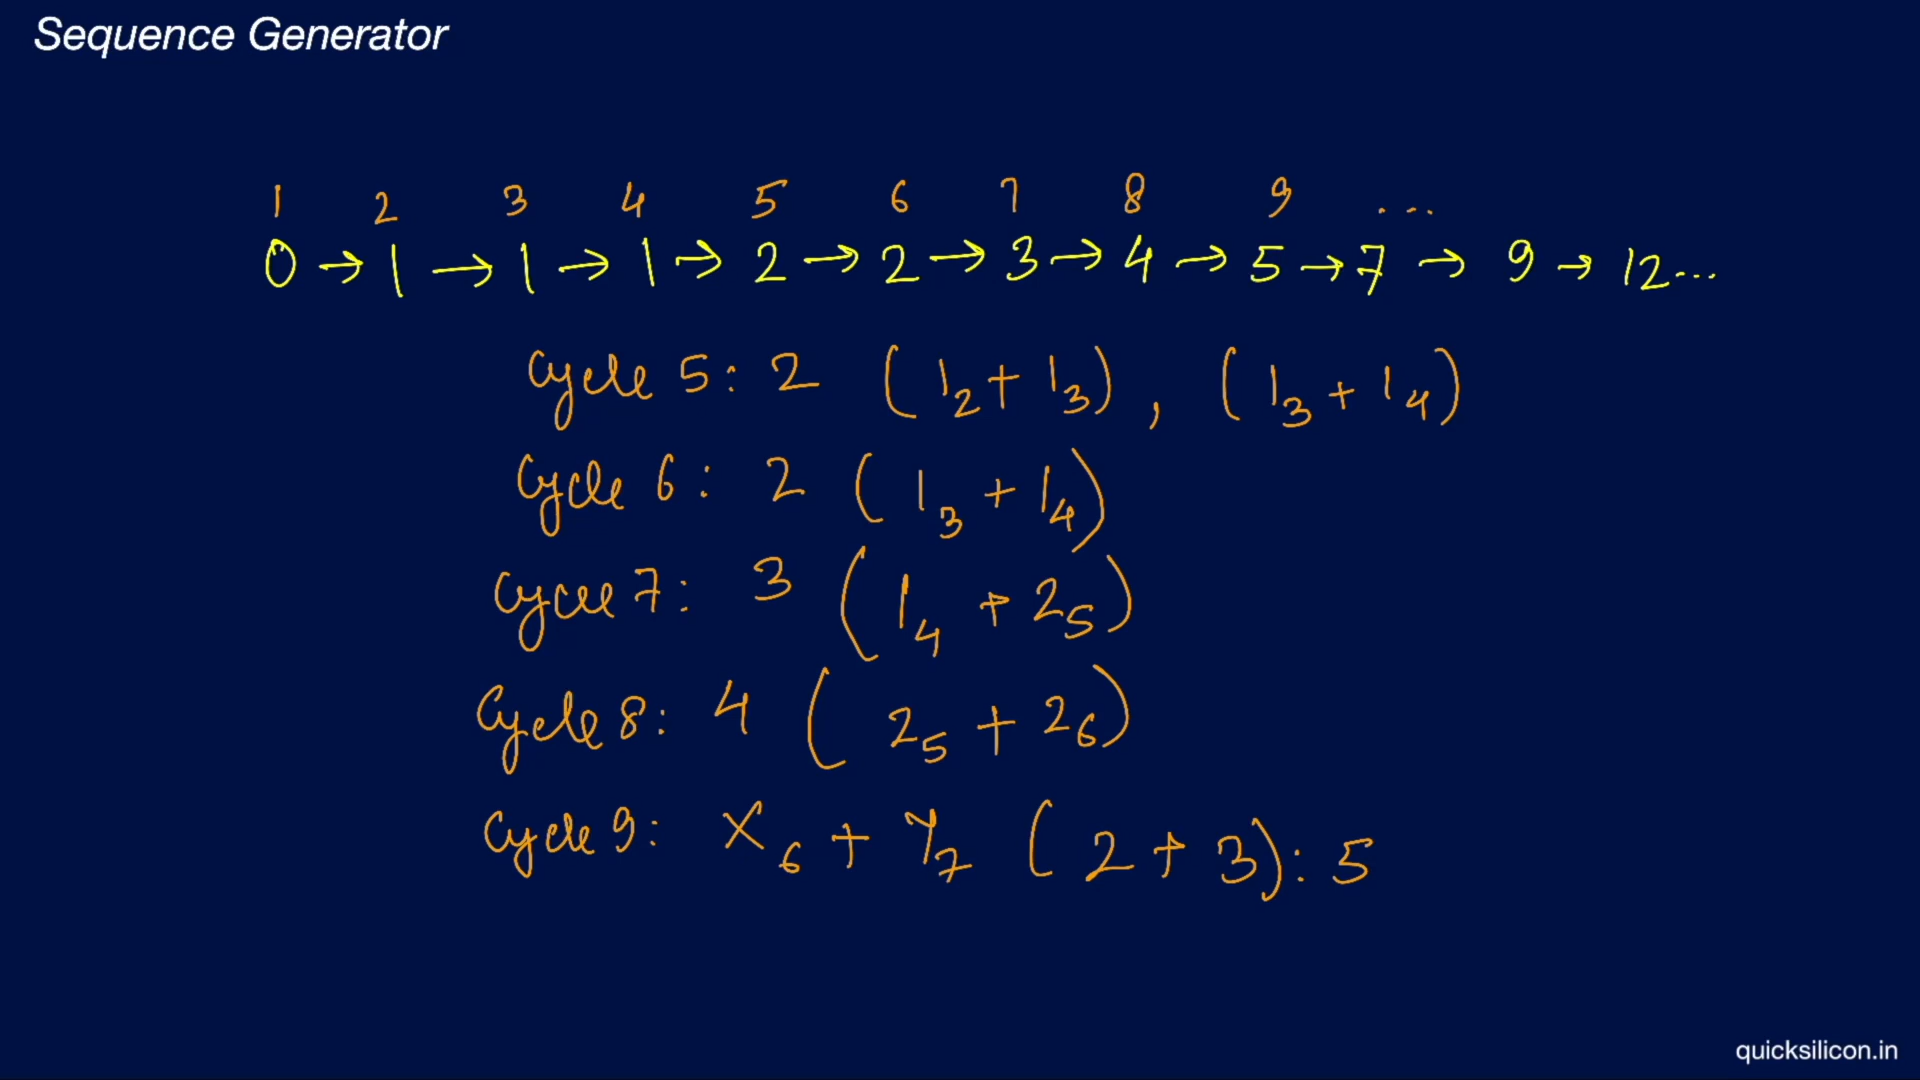 Sequence Generator
1 2 3 4 5 6 7 8 9 ...
0 → 1 → 1 → 1 → 2 → 2 → 3 → 4 → 5 → 7 → 9 → 12...
Cycle 5: 2 (1₂ + 1₃), (1₃ + 1₄)
Cycle 6: 2 (1₃ + 1₄)
Cycle 7: 3 (1₄ + 2₅)
Cycle 8: 4 (2₅ + 2₆)
Cycle 9: X₆ + Y₇ (2 + 3): 5
quicksilicon.in